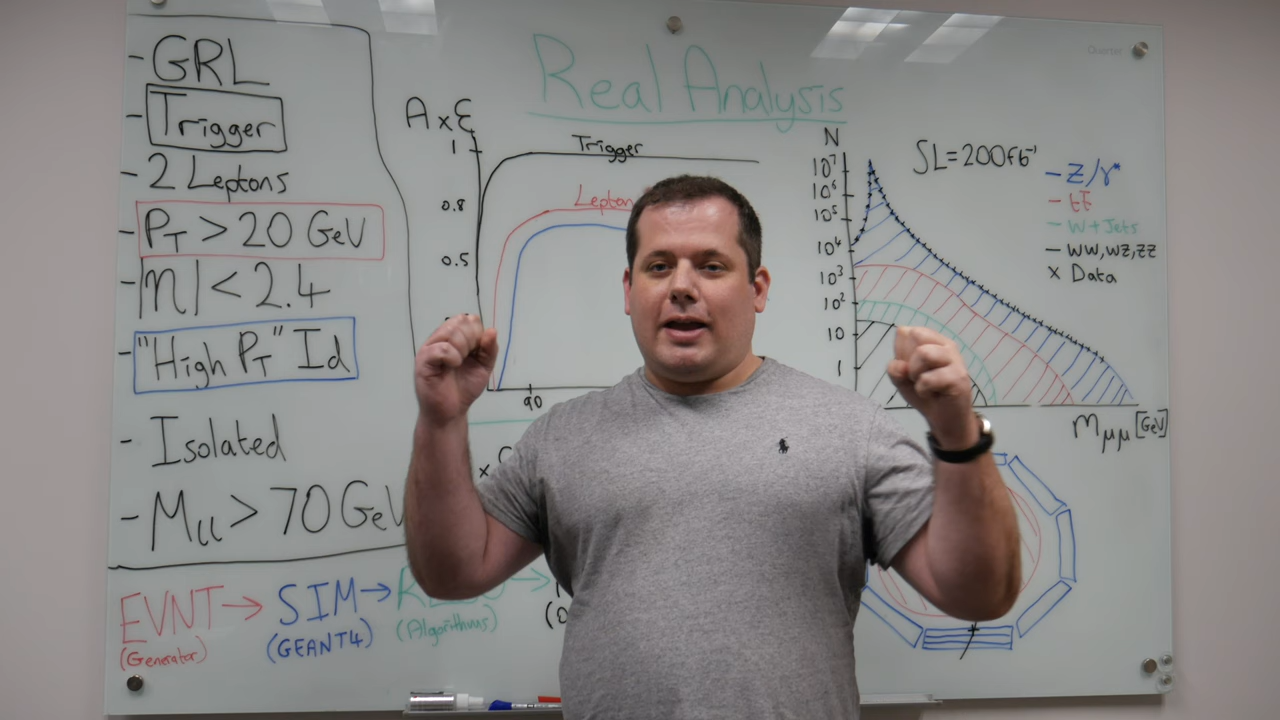 Quarter
Real Analysis
- GRL
- Trigger
- 2 Leptons
- P_T > 20 GeV
- |η| < 2.4
- "High P_T" Id
- Isolated
- M_ℓℓ > 70 GeV
A x ε
1
0.8
0.5
Trigger
Lepton
90
N
10⁷
10⁶
10⁵
10⁴
10³
10²
10
1
SL=200fb⁻¹
- Z/γ*
- tt̄
- W+Jets
- WW,WZ,ZZ
x Data
m_μμ [GeV]
EVNT → SIM →
(Generator) (GEANT4) (Algorithms)